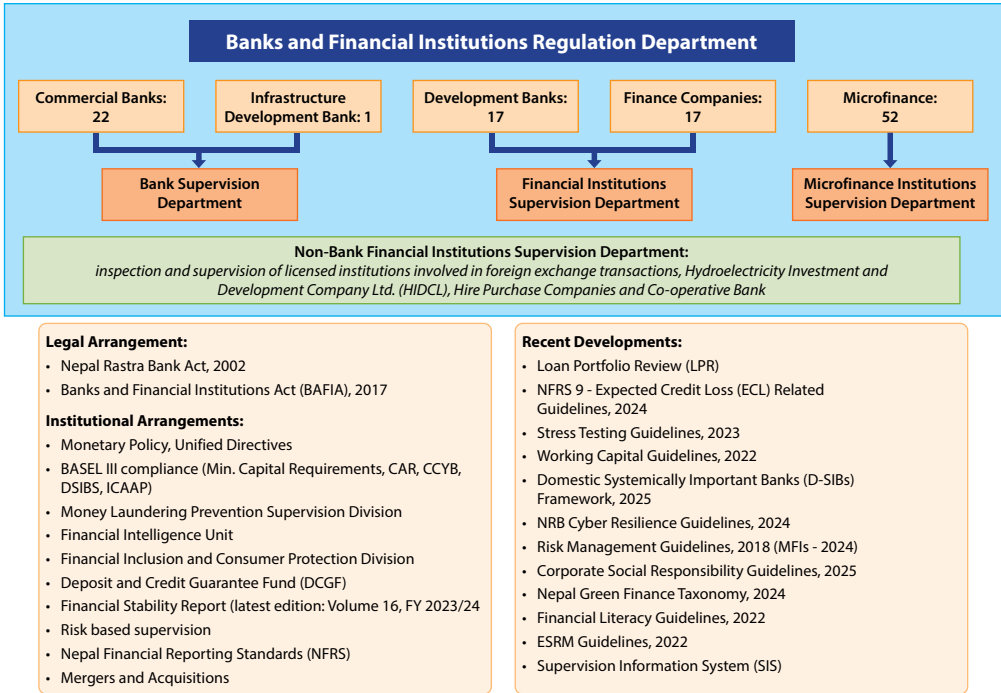 Banks and Financial Institutions Regulation Department
Commercial Banks:
22
Infrastructure
Development Bank: 1
Development Banks:
17
Finance Companies:
17
Microfinance:
52
Bank Supervision
Department
Financial Institutions
Supervision Department
Microfinance Institutions
Supervision Department
Non-Bank Financial Institutions Supervision Department:
inspection and supervision of licensed institutions involved in foreign exchange transactions, Hydroelectricity Investment and
Development Company Ltd. (HIDCL), Hire Purchase Companies and Co-operative Bank
Legal Arrangement:
• Nepal Rastra Bank Act, 2002
• Banks and Financial Institutions Act (BAFIA), 2017
Institutional Arrangements:
• Monetary Policy, Unified Directives
• BASEL III compliance (Min. Capital Requirements, CAR, CCYB,
DSIBS, ICAAP)
• Money Laundering Prevention Supervision Division
• Financial Intelligence Unit
• Financial Inclusion and Consumer Protection Division
• Deposit and Credit Guarantee Fund (DCGF)
• Financial Stability Report (latest edition: Volume 16, FY 2023/24
• Risk based supervision
• Nepal Financial Reporting Standards (NFRS)
• Mergers and Acquisitions
Recent Developments:
• Loan Portfolio Review (LPR)
• NFRS 9 - Expected Credit Loss (ECL) Related
Guidelines, 2024
• Stress Testing Guidelines, 2023
• Working Capital Guidelines, 2022
• Domestic Systemically Important Banks (D-SIBs)
Framework, 2025
• NRB Cyber Resilience Guidelines, 2024
• Risk Management Guidelines, 2018 (MFIs - 2024)
• Corporate Social Responsibility Guidelines, 2025
• Nepal Green Finance Taxonomy, 2024
• Financial Literacy Guidelines, 2022
• ESRM Guidelines, 2022
• Supervision Information System (SIS)